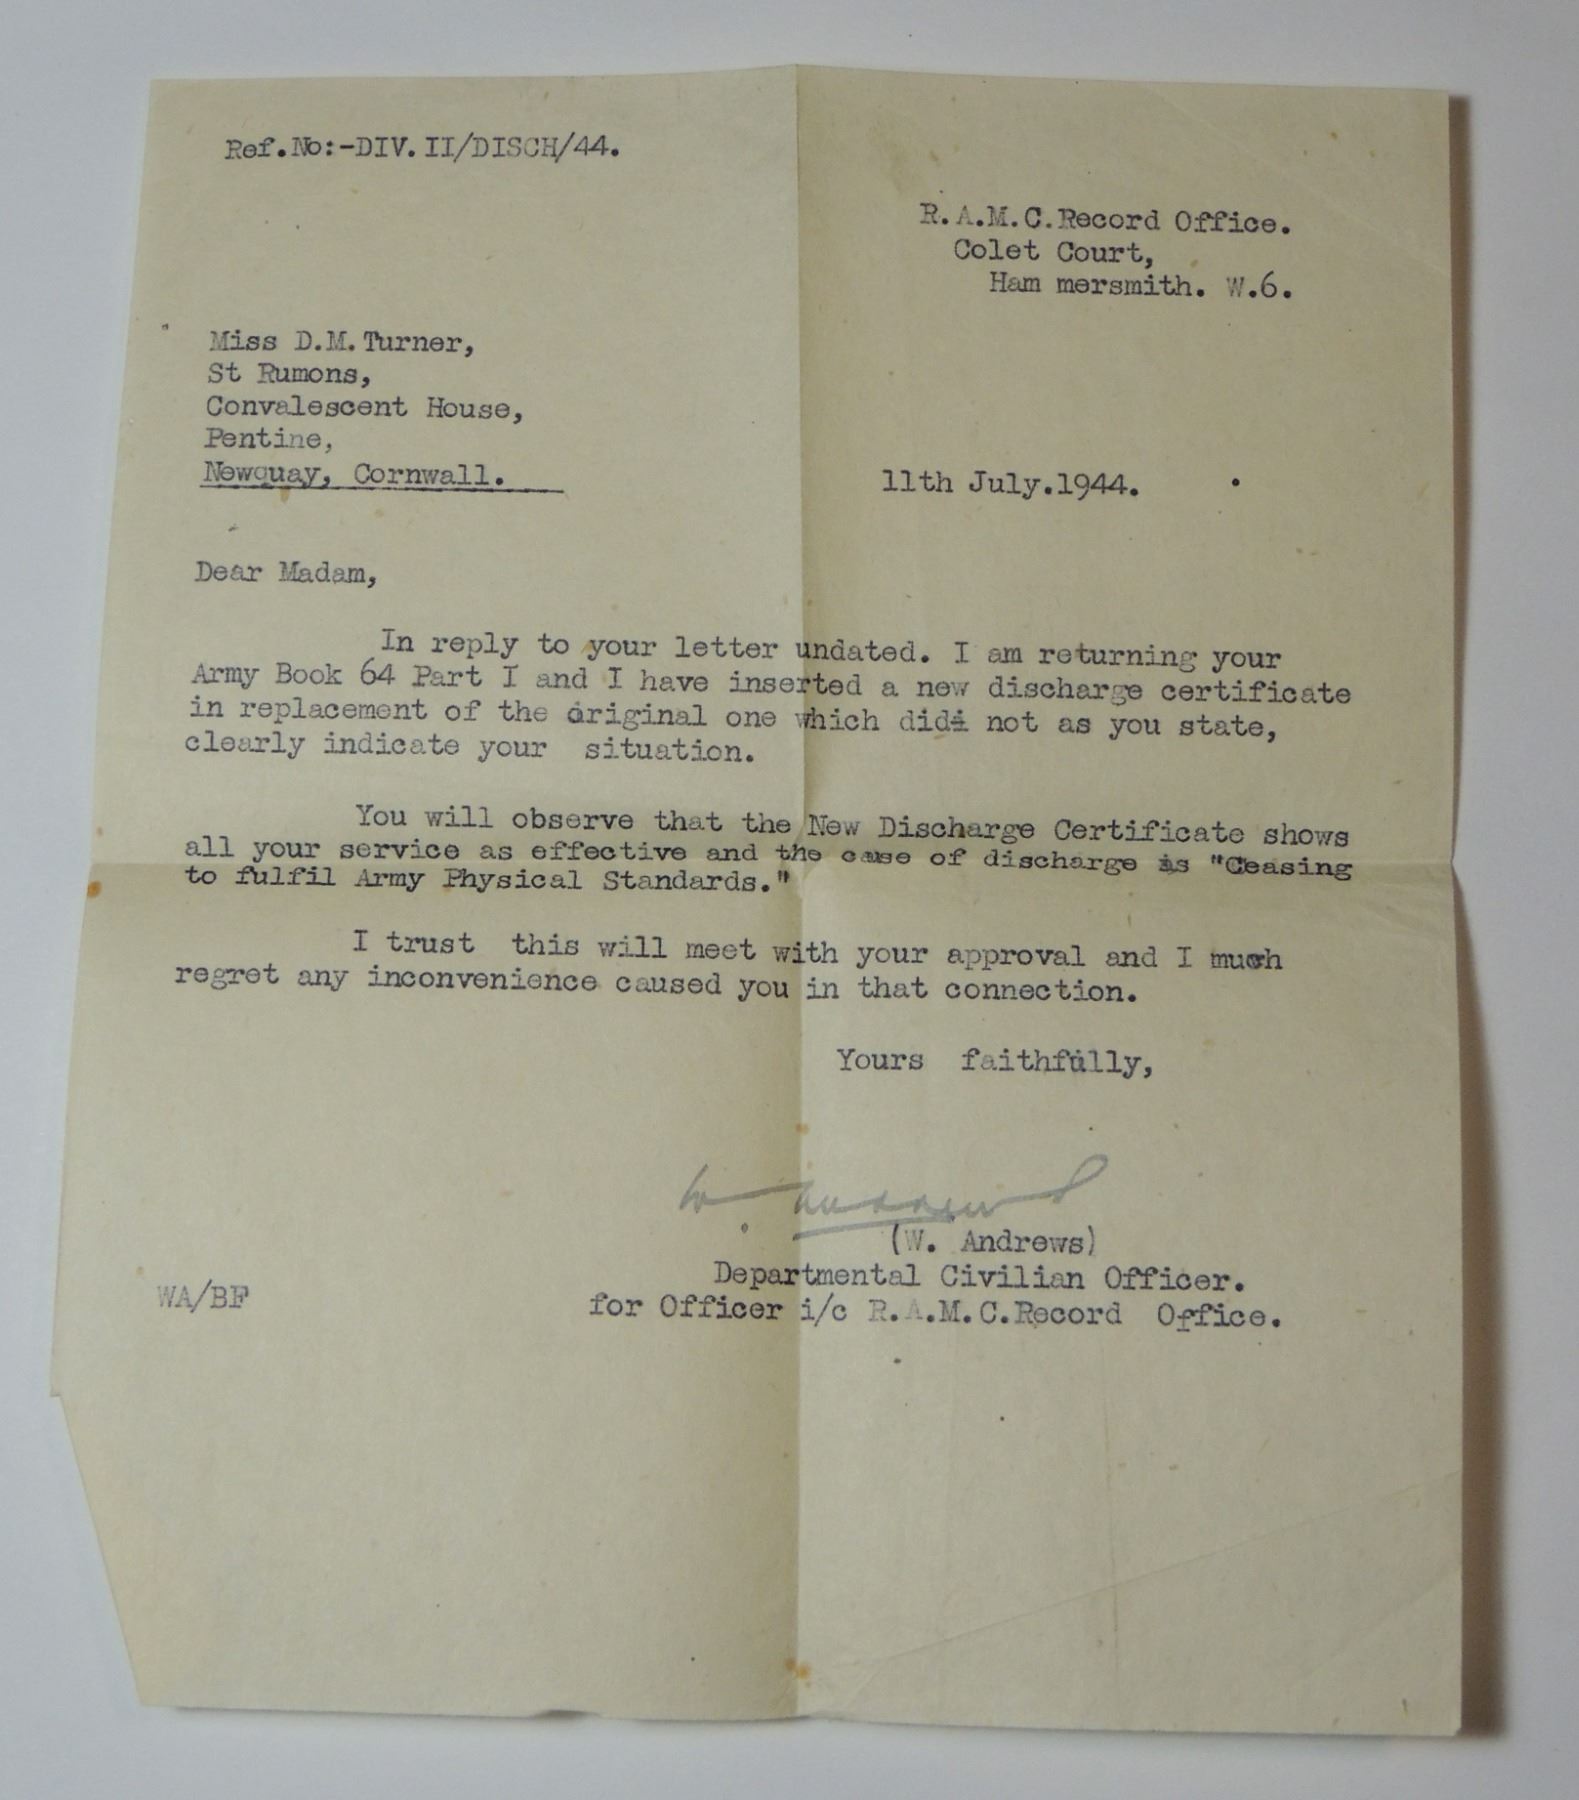 Ref.No:-DIV.II/DISCH/44.
R.A.M.C.Record Office.
Colet Court,
Ham mersmith. W.6.
Miss D.M.Turner,
St Rumons,
Convalescent House,
Pentine,
Newquay, Cornwall.
11th July.1944.
Dear Madam,
In reply to your letter undated. I am returning your
Army Book 64 Part I and I have inserted a new discharge certificate
in replacement of the original one which did not as you state,
clearly indicate your situation.
You will observe that the New Discharge Certificate shows
all your service as effective and the cause of discharge is "Ceasing
to fulfil Army Physical Standards."
I trust this will meet with your approval and I much
regret any inconvenience caused you in that connection.
Yours faithfully,
W Andrews
(W. Andrews)
Departmental Civilian Officer.
WA/BF
for Officer i/c R.A.M.C.Record Office.